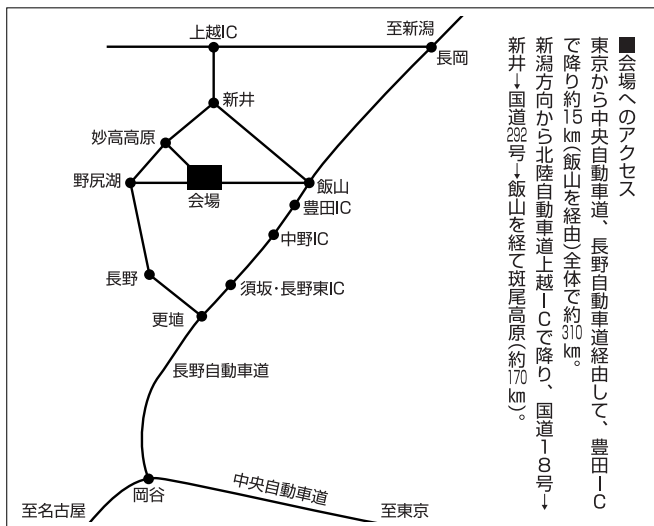 ■会場へのアクセス
東京から中央自動車道、長野自動車道経由して、豊田IC
で降り約15km(飯山を経由)全体で約310km。
新潟方向から北陸自動車道上越ICで降り、国道18号→
新井→国道292号→飯山を経て斑尾高原(約170km)。
至新潟
上越IC
長岡
新井
妙高高原
野尻湖
会場
飯山
豊田IC
中野IC
長野
須坂・長野東IC
更埴
長野自動車道
岡谷
中央自動車道
至名古屋
至東京